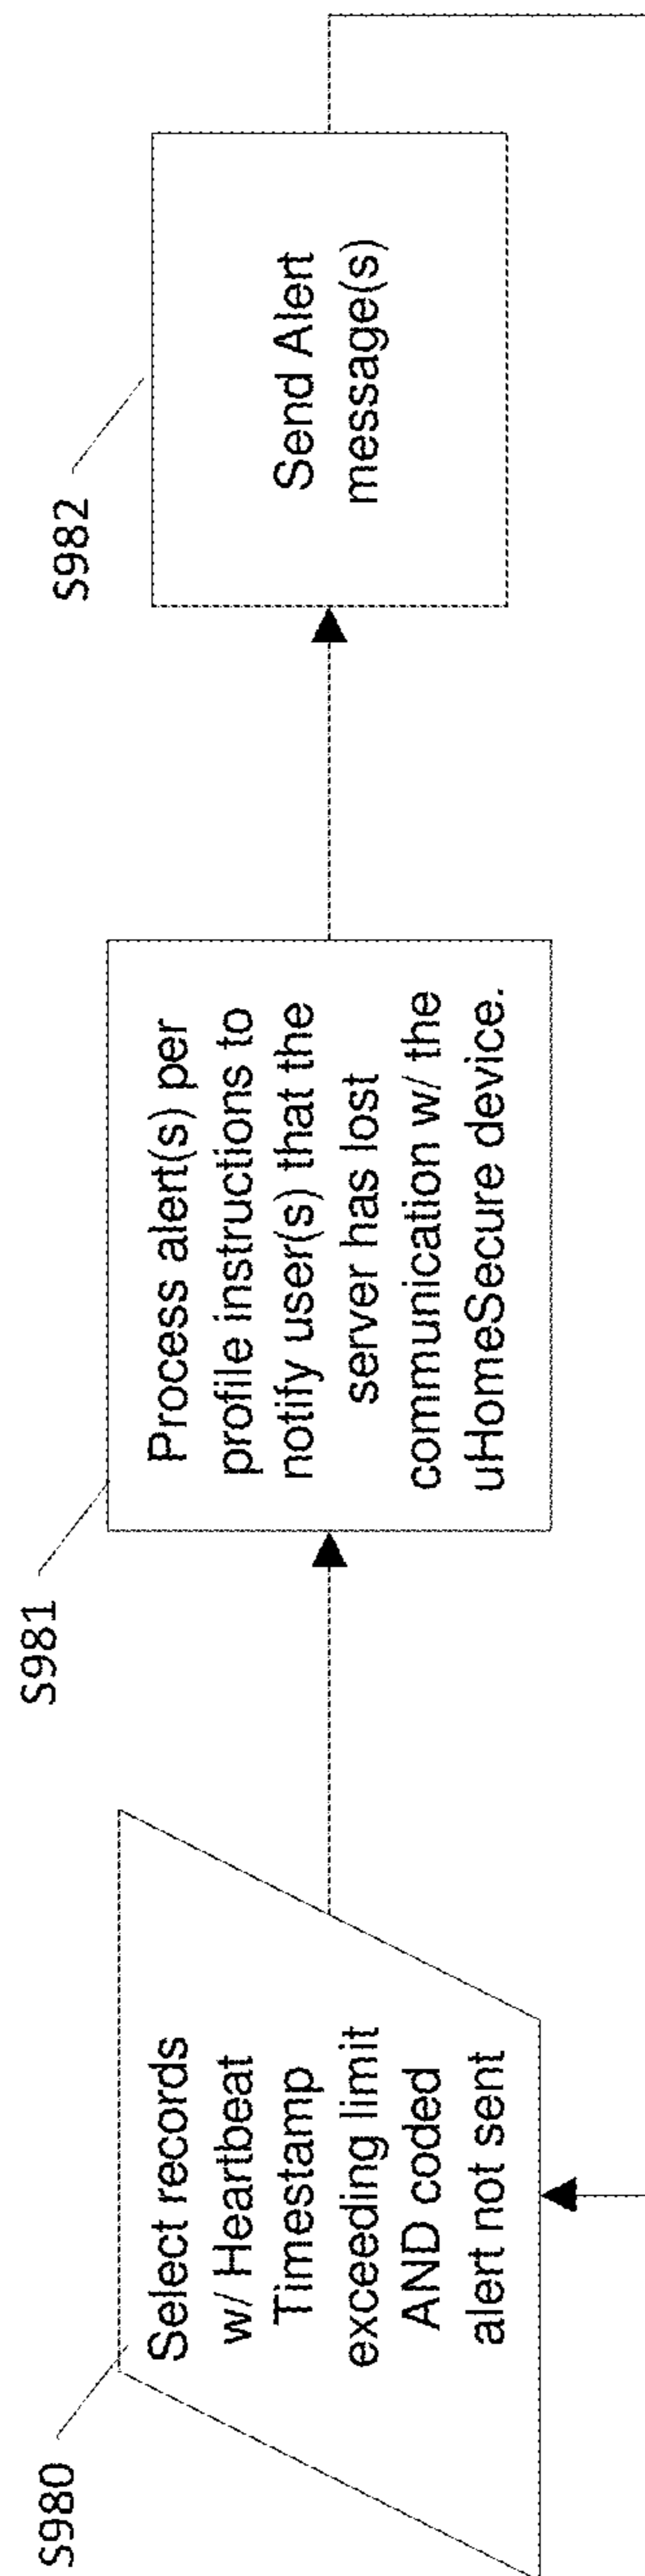 S980
Select records
w/ Heartbeat
Timestamp
exceeding limit
AND coded
alert not sent
S981
Process alert(s) per
profile instructions to
notify user(s) that the
server has lost
communication w/ the
uHomeSecure device.
S982
Send Alert
message(s)